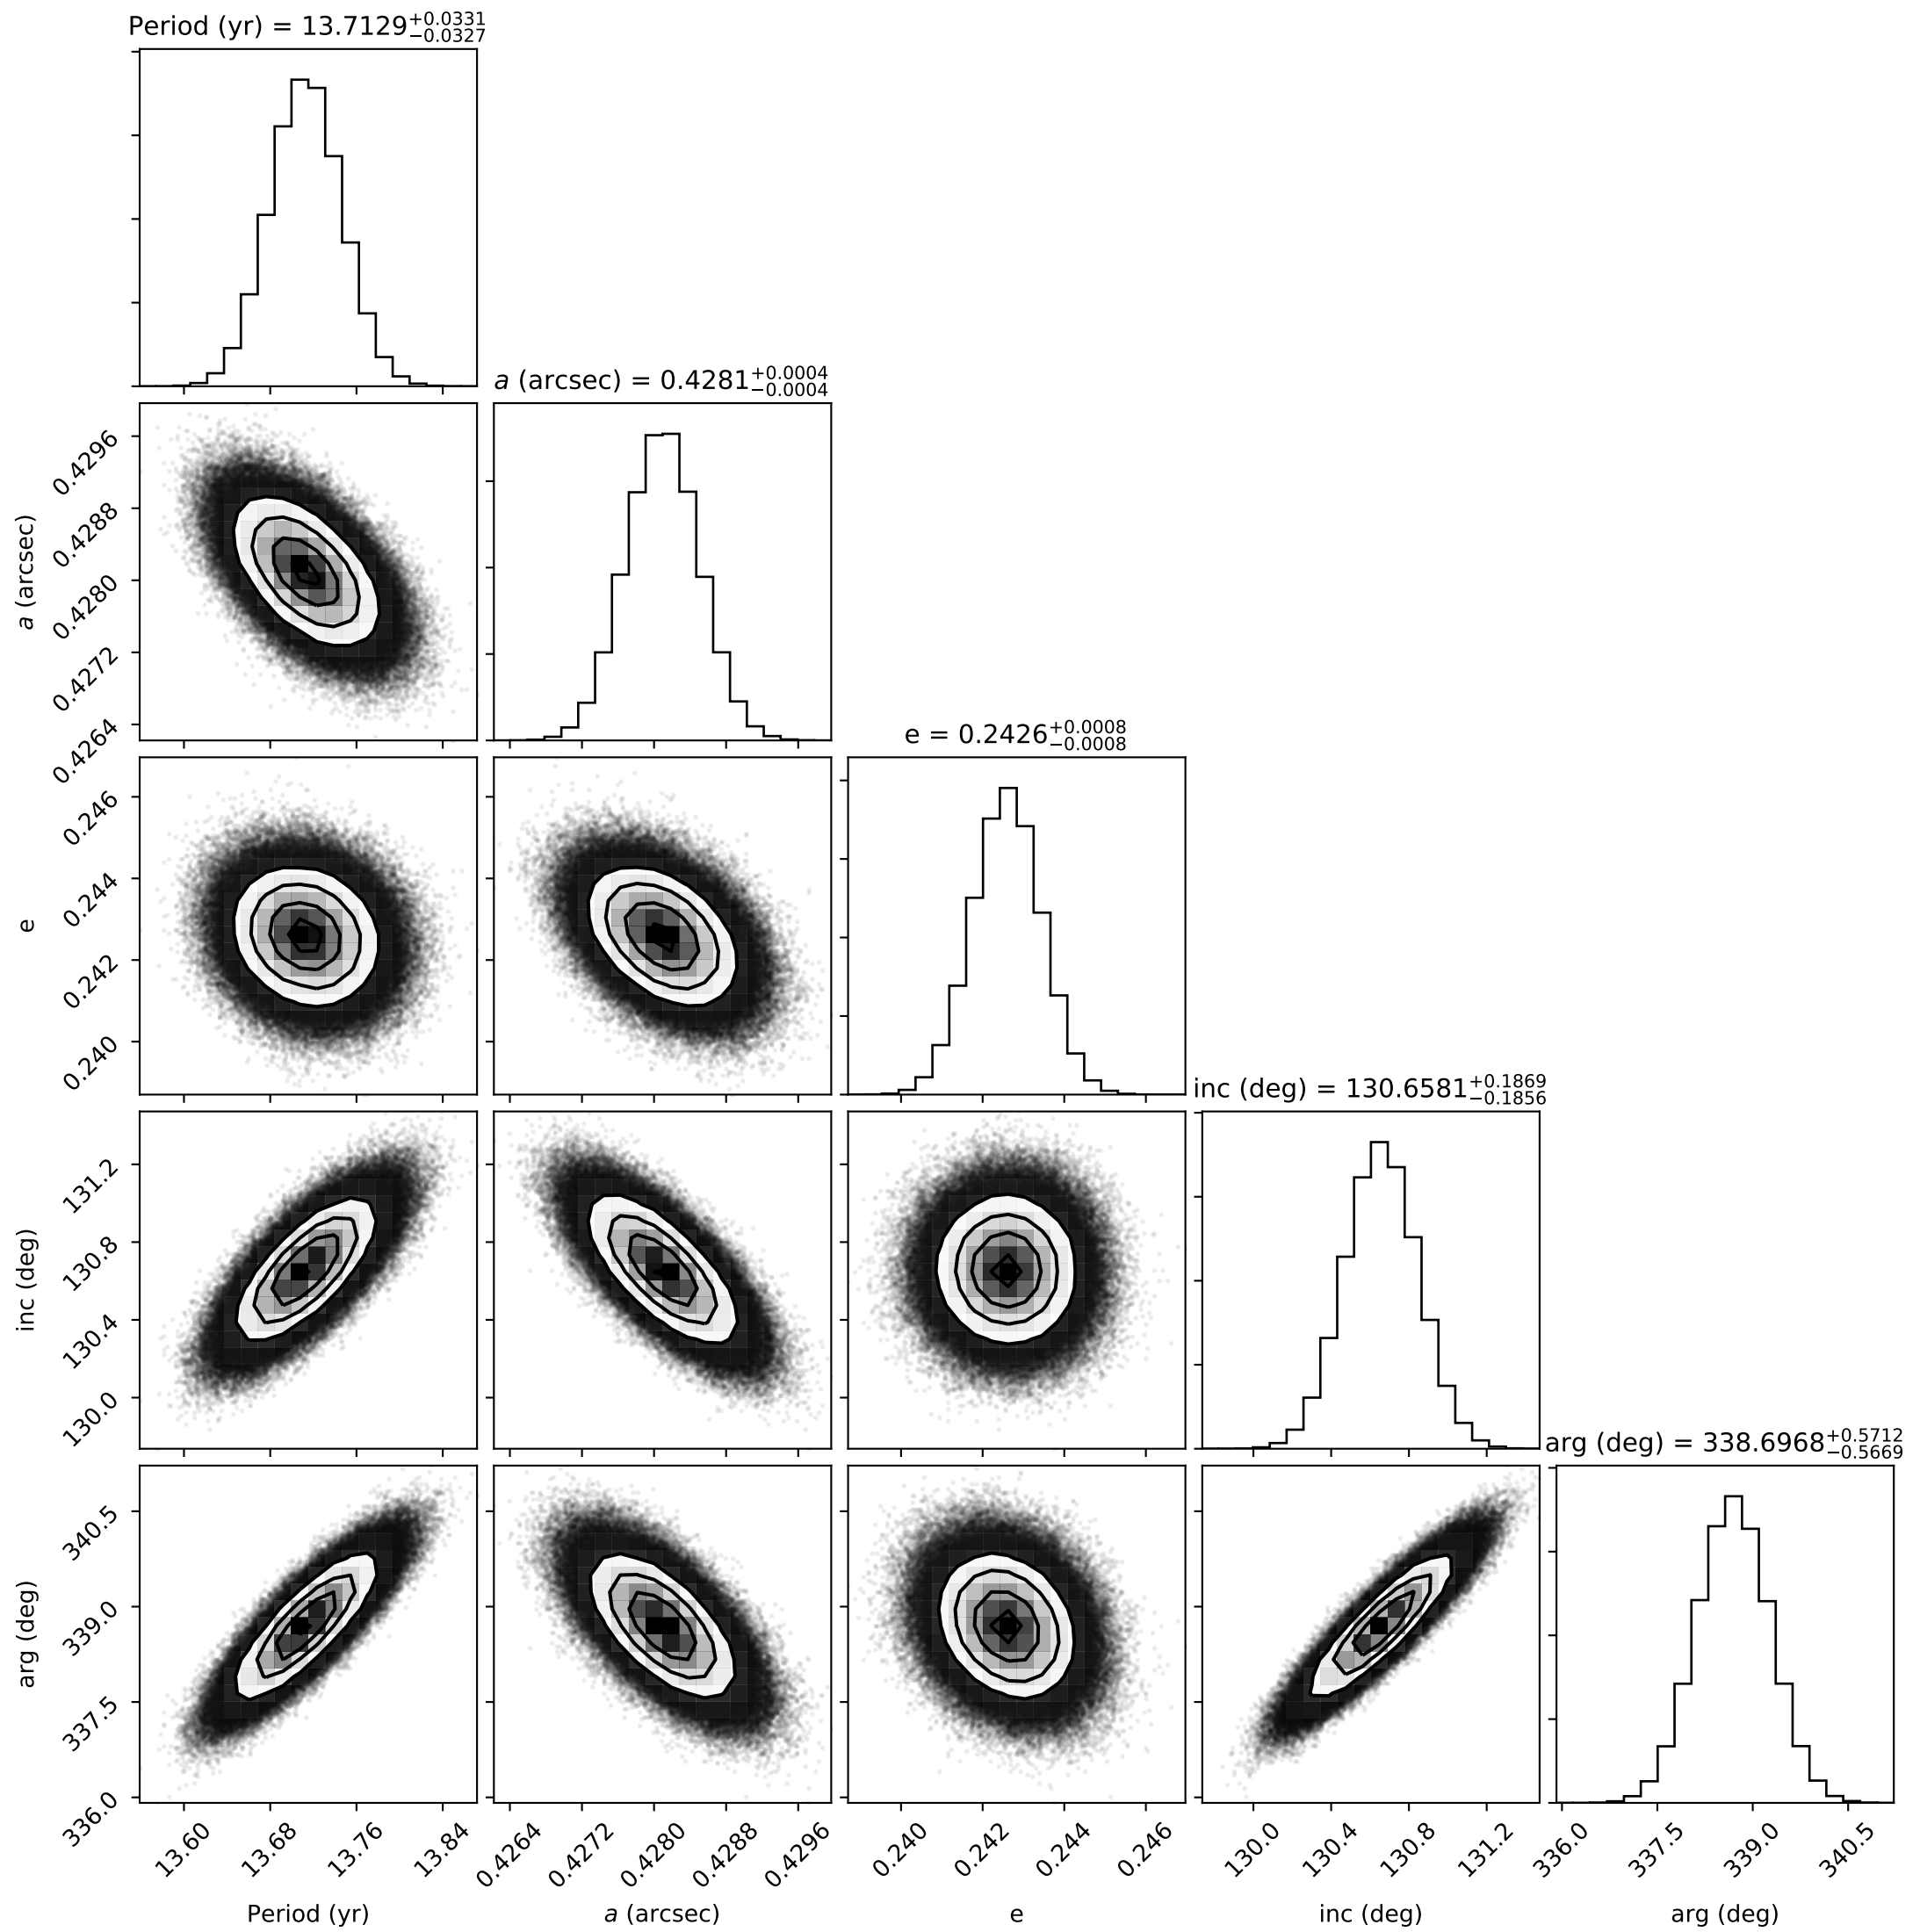 Period (yr) = 13.7129 +0.0331 −0.0327
a (arcsec) = 0.4281 +0.0004 −0.0004
a (arcsec)
0.4296
0.4288
0.4280
0.4272
0.4264
e = 0.2426 +0.0008 −0.0008
e
0.246
0.244
0.242
0.240
inc (deg) = 130.6581 +0.1869 −0.1856
inc (deg)
131.2
130.8
130.4
130.0
arg (deg) = 338.6968 +0.5712 −0.5669
arg (deg)
340.5
339.0
337.5
336.0
13.60 13.68 13.76 13.84
0.4264 0.4272 0.4280 0.4288 0.4296
0.240 0.242 0.244 0.246
130.0 130.4 130.8 131.2
336.0 337.5 339.0 340.5
Period (yr)
a (arcsec)
e
inc (deg)
arg (deg)